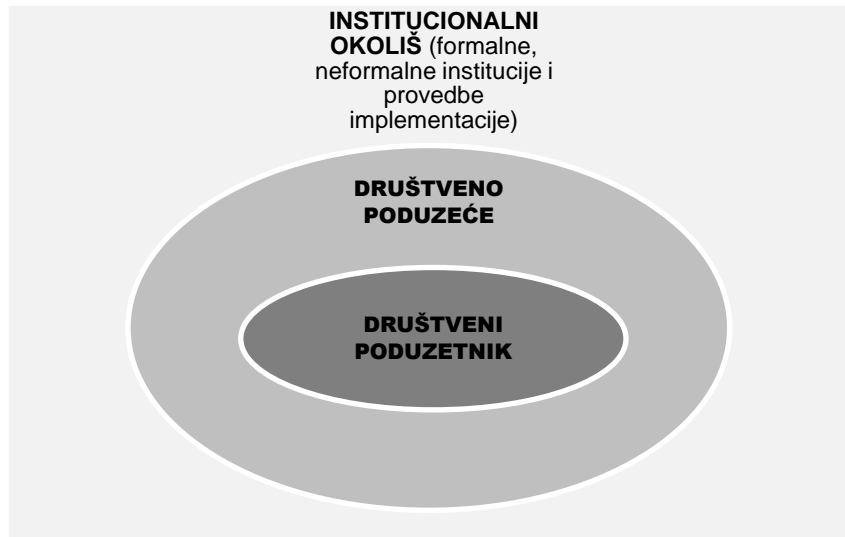 INSTITUCIONALNI
OKOLIŠ (formalne,
neformalne institucije i
provedbe
implementacije)
DRUŠTVENO
PODUZEĆE
DRUŠTVENI
PODUZETNIK